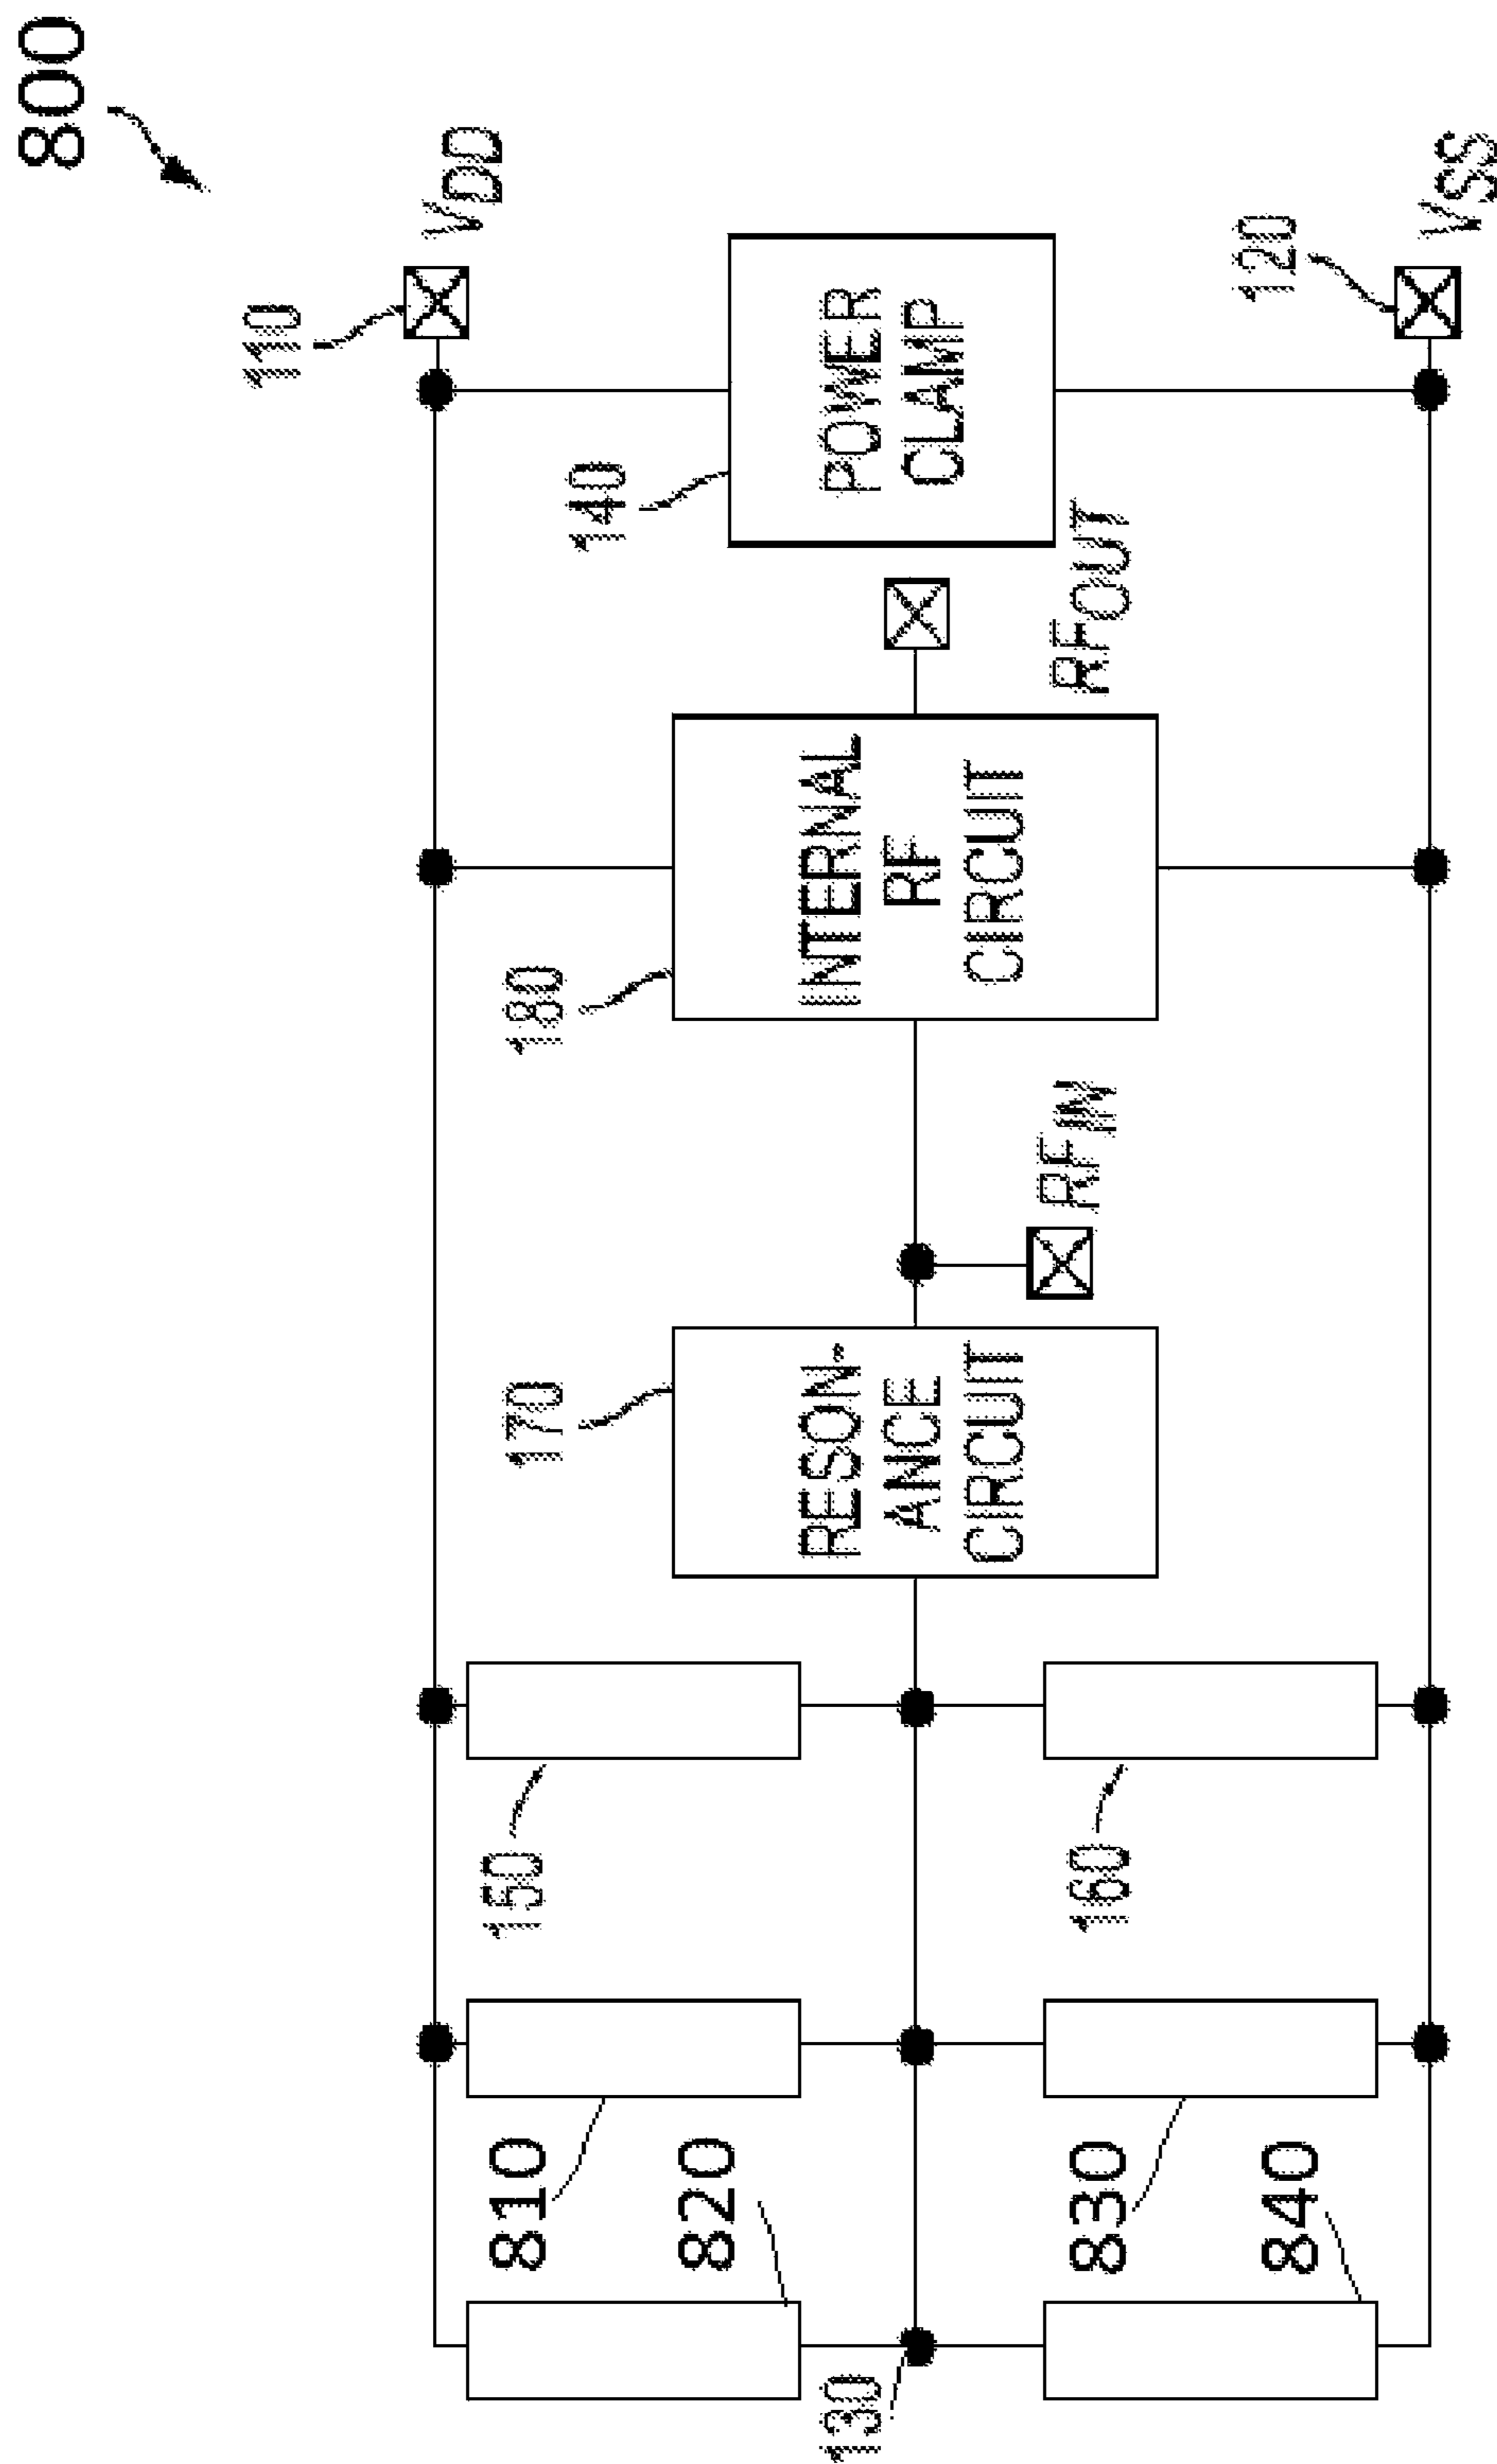 800
110
VDD
140
POWER
CLAMP
120
VSS
RFOUT
180
INTERNAL
RF
CIRCUIT
RFIN
170
RESON-
ANCE
CIRCUIT
150
160
810
820
830
840
130